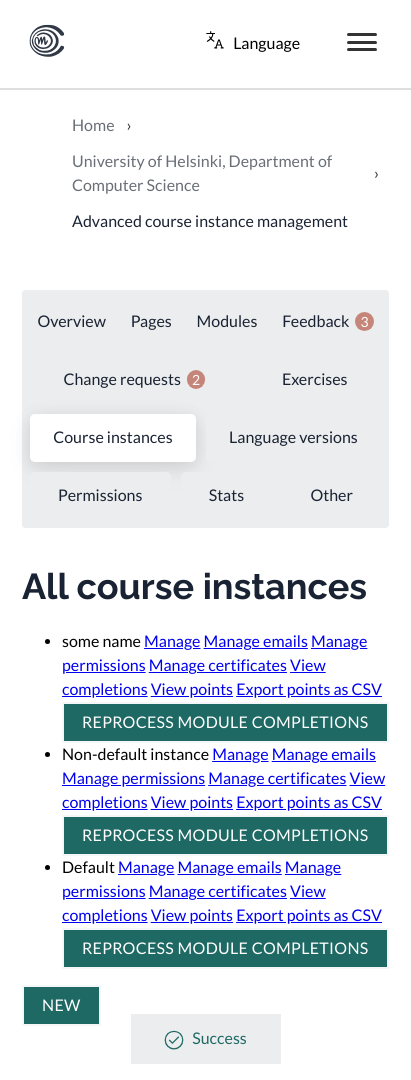 Language
Home ›
University of Helsinki, Department of
Computer Science ›
Advanced course instance management
Overview Pages Modules Feedback 3
Change requests 2 Exercises
Course instances Language versions
Permissions Stats Other
All course instances
some name Manage Manage emails Manage
permissions Manage certificates View
completions View points Export points as CSV
REPROCESS MODULE COMPLETIONS
Non-default instance Manage Manage emails
Manage permissions Manage certificates View
completions View points Export points as CSV
REPROCESS MODULE COMPLETIONS
Default Manage Manage emails Manage
permissions Manage certificates View
completions View points Export points as CSV
REPROCESS MODULE COMPLETIONS
NEW
Success